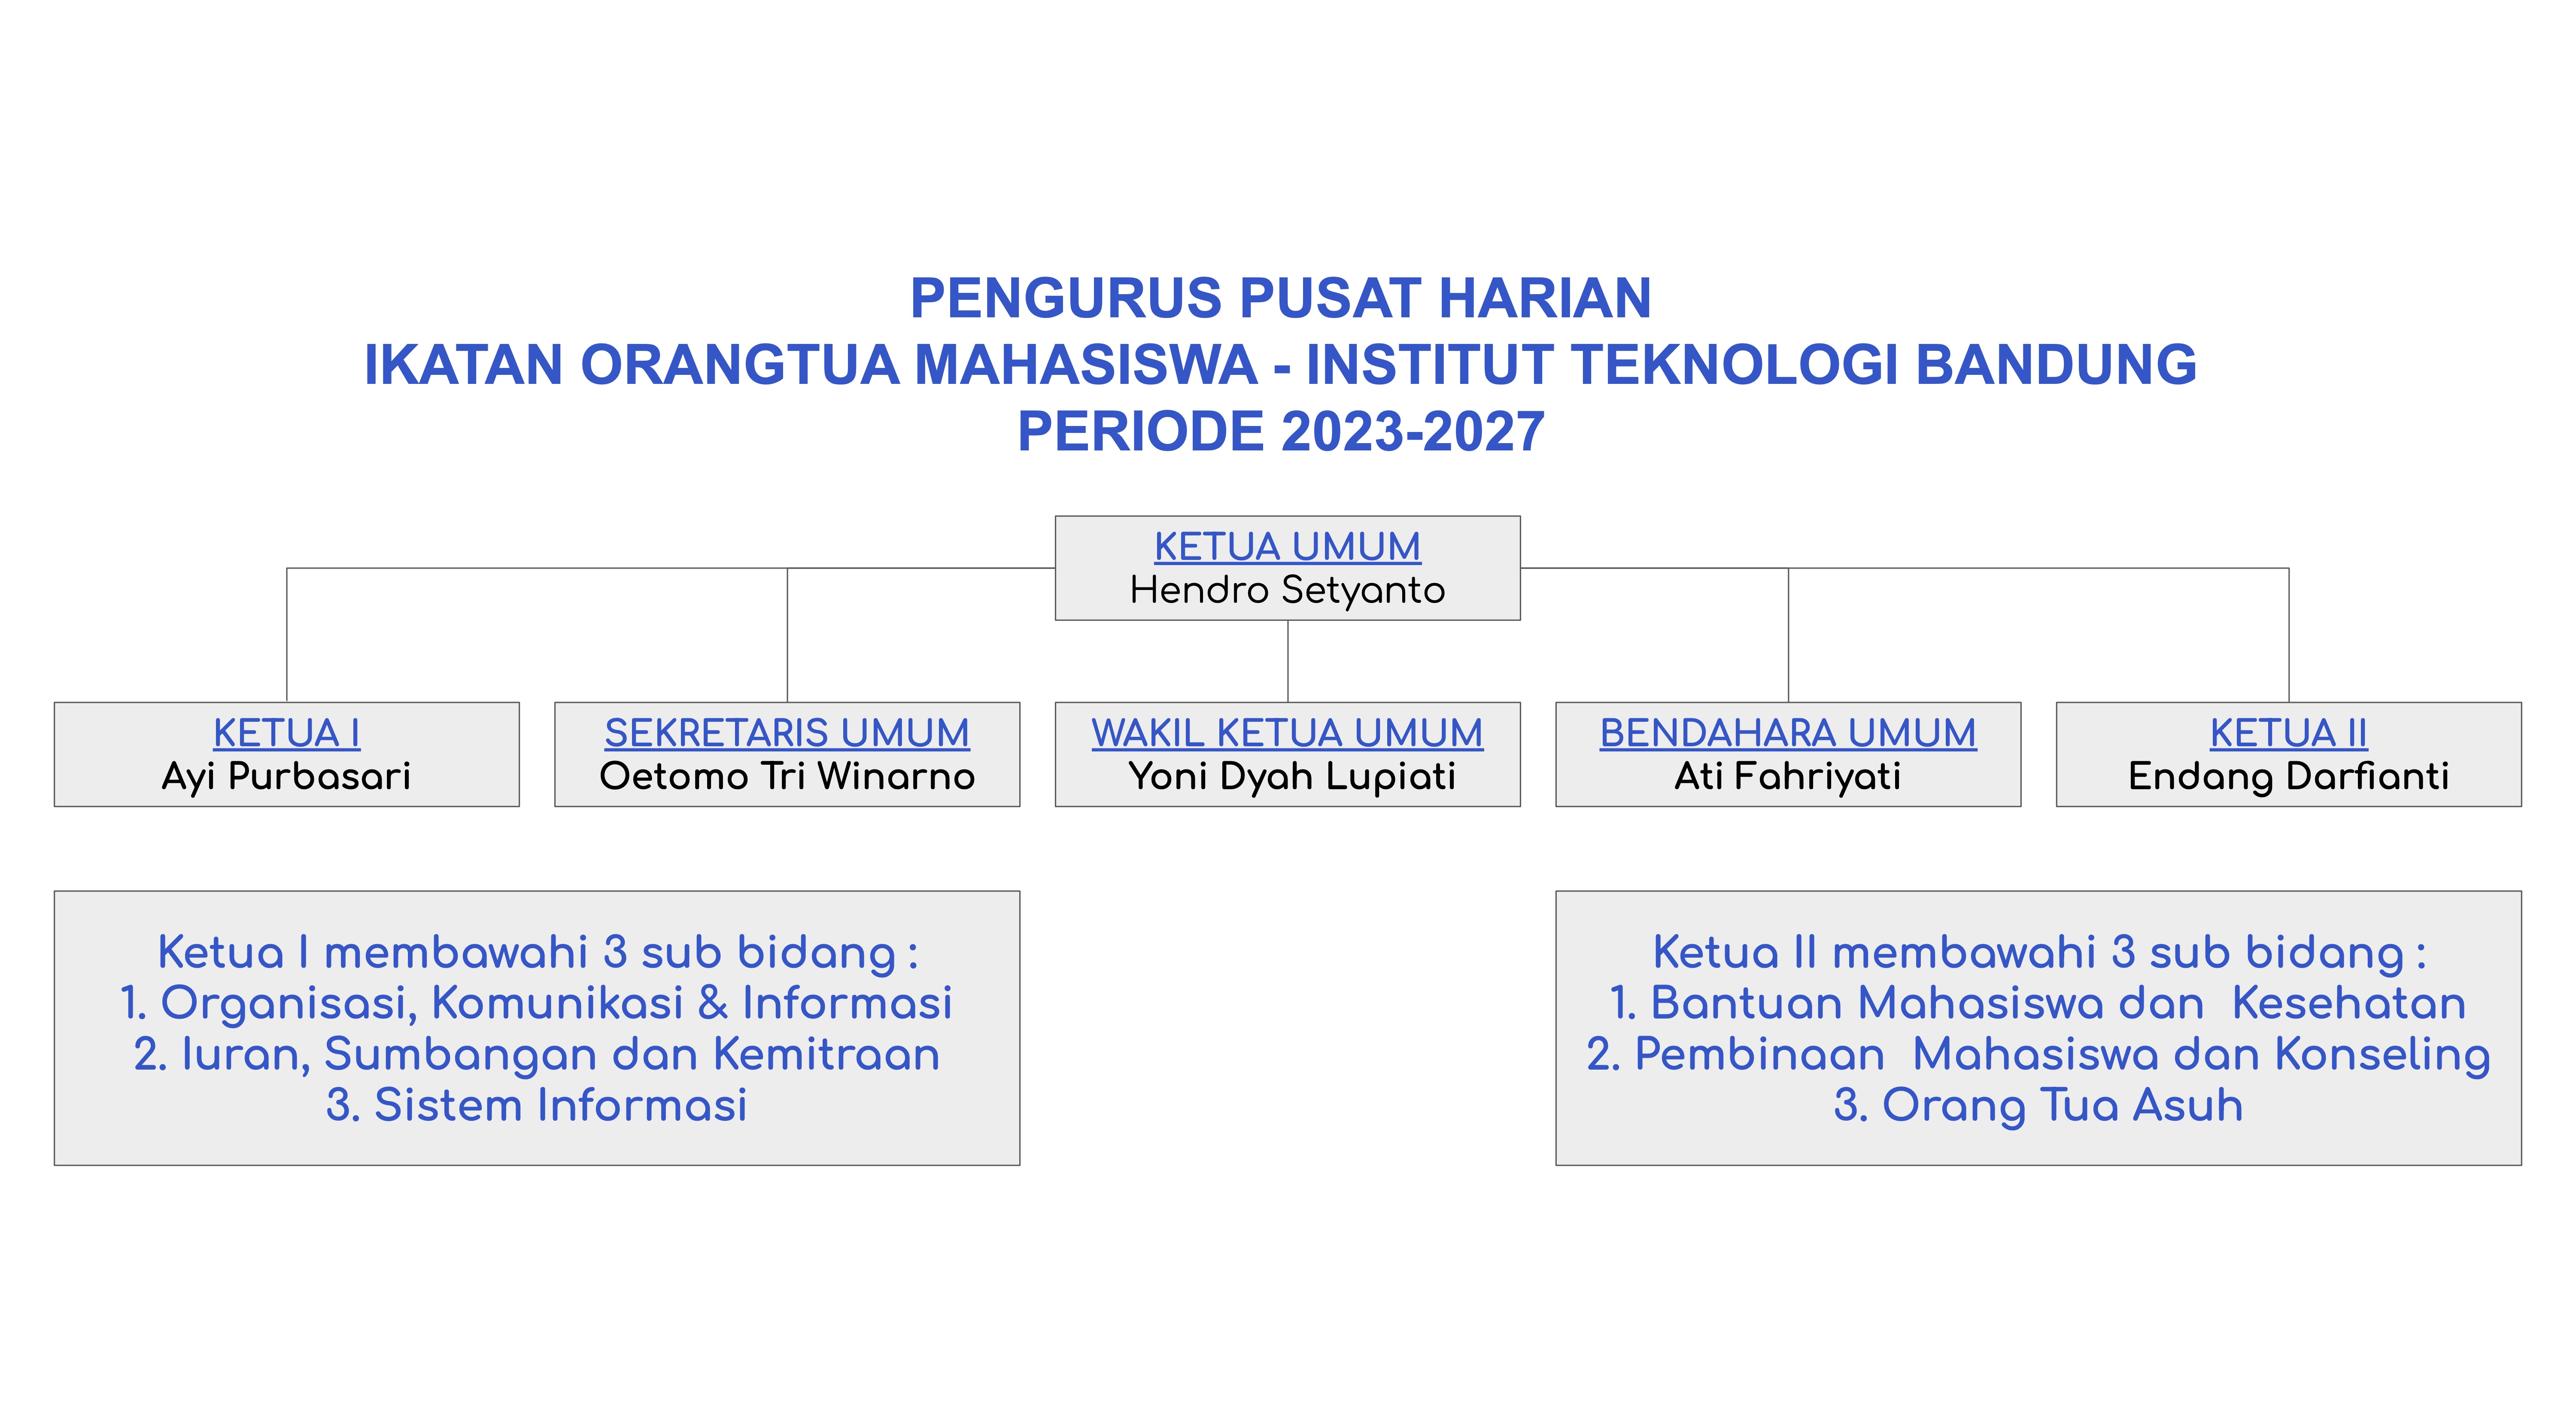 PENGURUS PUSAT HARIAN
IKATAN ORANGTUA MAHASISWA - INSTITUT TEKNOLOGI BANDUNG
PERIODE 2023-2027
KETUA UMUM
Hendro Setyanto
KETUA I
Ayi Purbasari
SEKRETARIS UMUM
Oetomo Tri Winarno
WAKIL KETUA UMUM
Yoni Dyah Lupiati
BENDAHARA UMUM
Ati Fahriyati
KETUA II
Endang Darfianti
Ketua I membawahi 3 sub bidang :
1. Organisasi, Komunikasi & Informasi
2. Iuran, Sumbangan dan Kemitraan
3. Sistem Informasi
Ketua II membawahi 3 sub bidang :
1. Bantuan Mahasiswa dan  Kesehatan
2. Pembinaan  Mahasiswa dan Konseling
3. Orang Tua Asuh